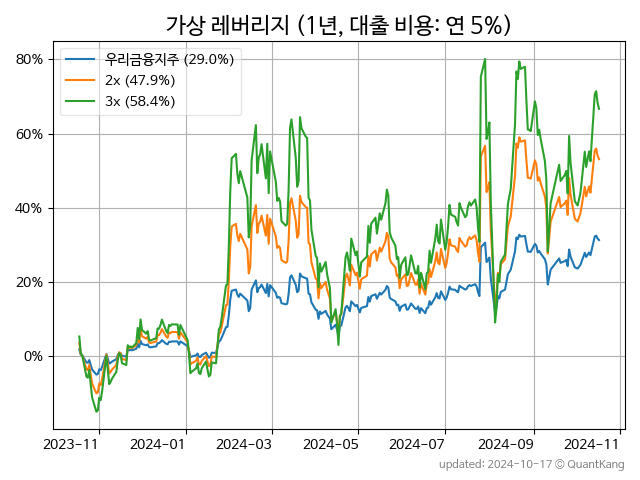 가상 레버리지 (1년, 대출 비용: 연 5%)
우리금융지주 (29.0%)
2x (47.9%)
3x (58.4%)
80%
60%
40%
20%
0%
2023-11 2024-01 2024-03 2024-05 2024-07 2024-09 2024-11
updated: 2024-10-17 © QuantKang